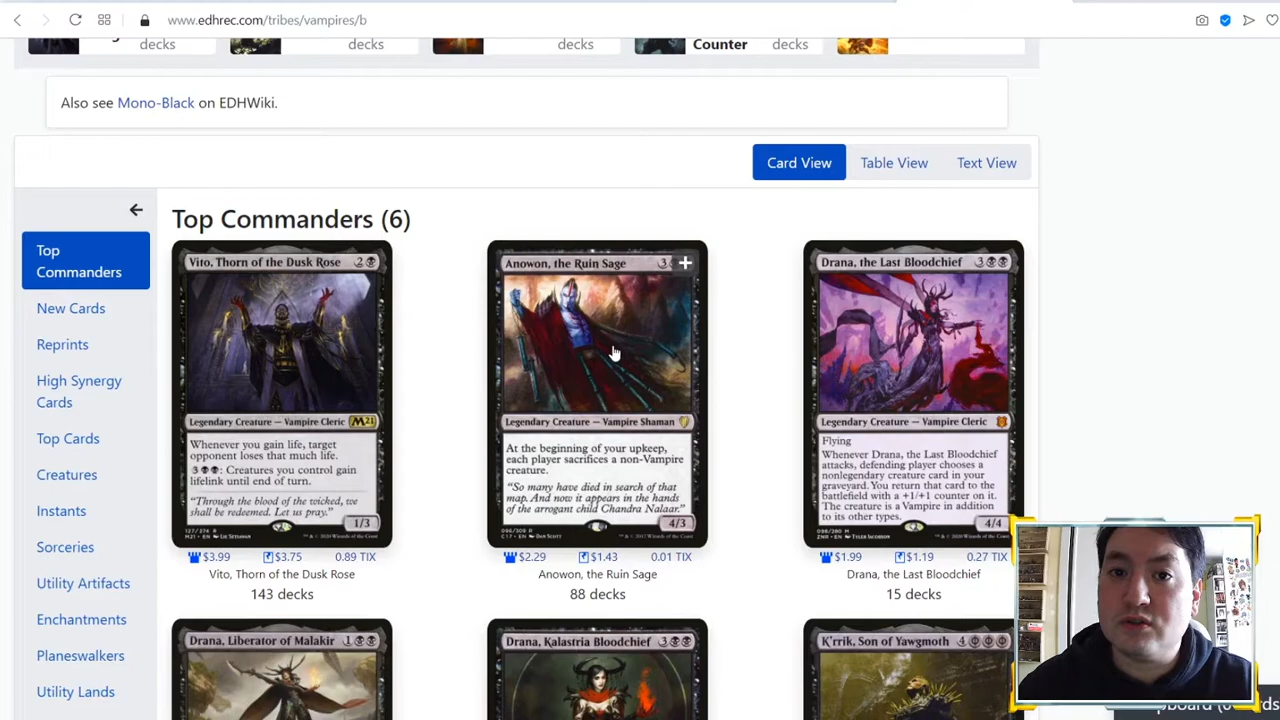 www.edhrec.com/tribes/vampires/b
decks
decks
decks
Counter
decks
Also see Mono-Black on EDHWiki.
Card View
Table View
Text View
Top Commanders
New Cards
Reprints
High Synergy
Cards
Top Cards
Creatures
Instants
Sorceries
Utility Artifacts
Enchantments
Planeswalkers
Utility Lands
Top Commanders (6)
Vito, Thorn of the Dusk Rose 2
Legendary Creature — Vampire Cleric M21
Whenever you gain life, target
opponent loses that much life.
3: Creatures you control gain
lifelink until end of turn.
"Through the blood of the wicked, we
shall be redeemed. Let us pray."
1/3
$3.99 $3.75 0.89 TIX
Vito, Thorn of the Dusk Rose
143 decks
Anowon, the Ruin Sage 3
Legendary Creature — Vampire Shaman
At the beginning of your upkeep,
each player sacrifices a non-Vampire
creature.
"So many have died in search of that
map. And now it appears in the hands
of the arrogant child Chandra Nalaar."
4/3
$2.29 $1.43 0.01 TIX
Anowon, the Ruin Sage
88 decks
Drana, the Last Bloodchief 3
Legendary Creature — Vampire Cleric
Flying
Whenever Drana, the Last Bloodchief
attacks, defending player chooses a
nonlegendary creature card in your
graveyard. You return that card to the
battlefield with a +1/+1 counter on it.
The creature is a Vampire in addition
to its other types.
4/4
$1.99 $1.19 0.27 TIX
Drana, the Last Bloodchief
15 decks
Drana, Liberator of Malakir 1
Drana, Kalastria Bloodchief 3
K'rrik, Son of Yawgmoth 4